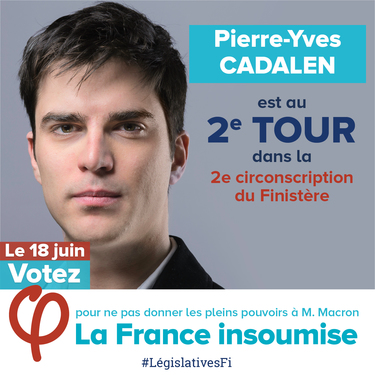 Pierre-Yves
CADALEN
est au
2e TOUR
dans la
2e circonscription
du Finistère
Le 18 juin
Votez
φ
pour ne pas donner les pleins pouvoirs à M. Macron
La France insoumise
#LégislativesFi